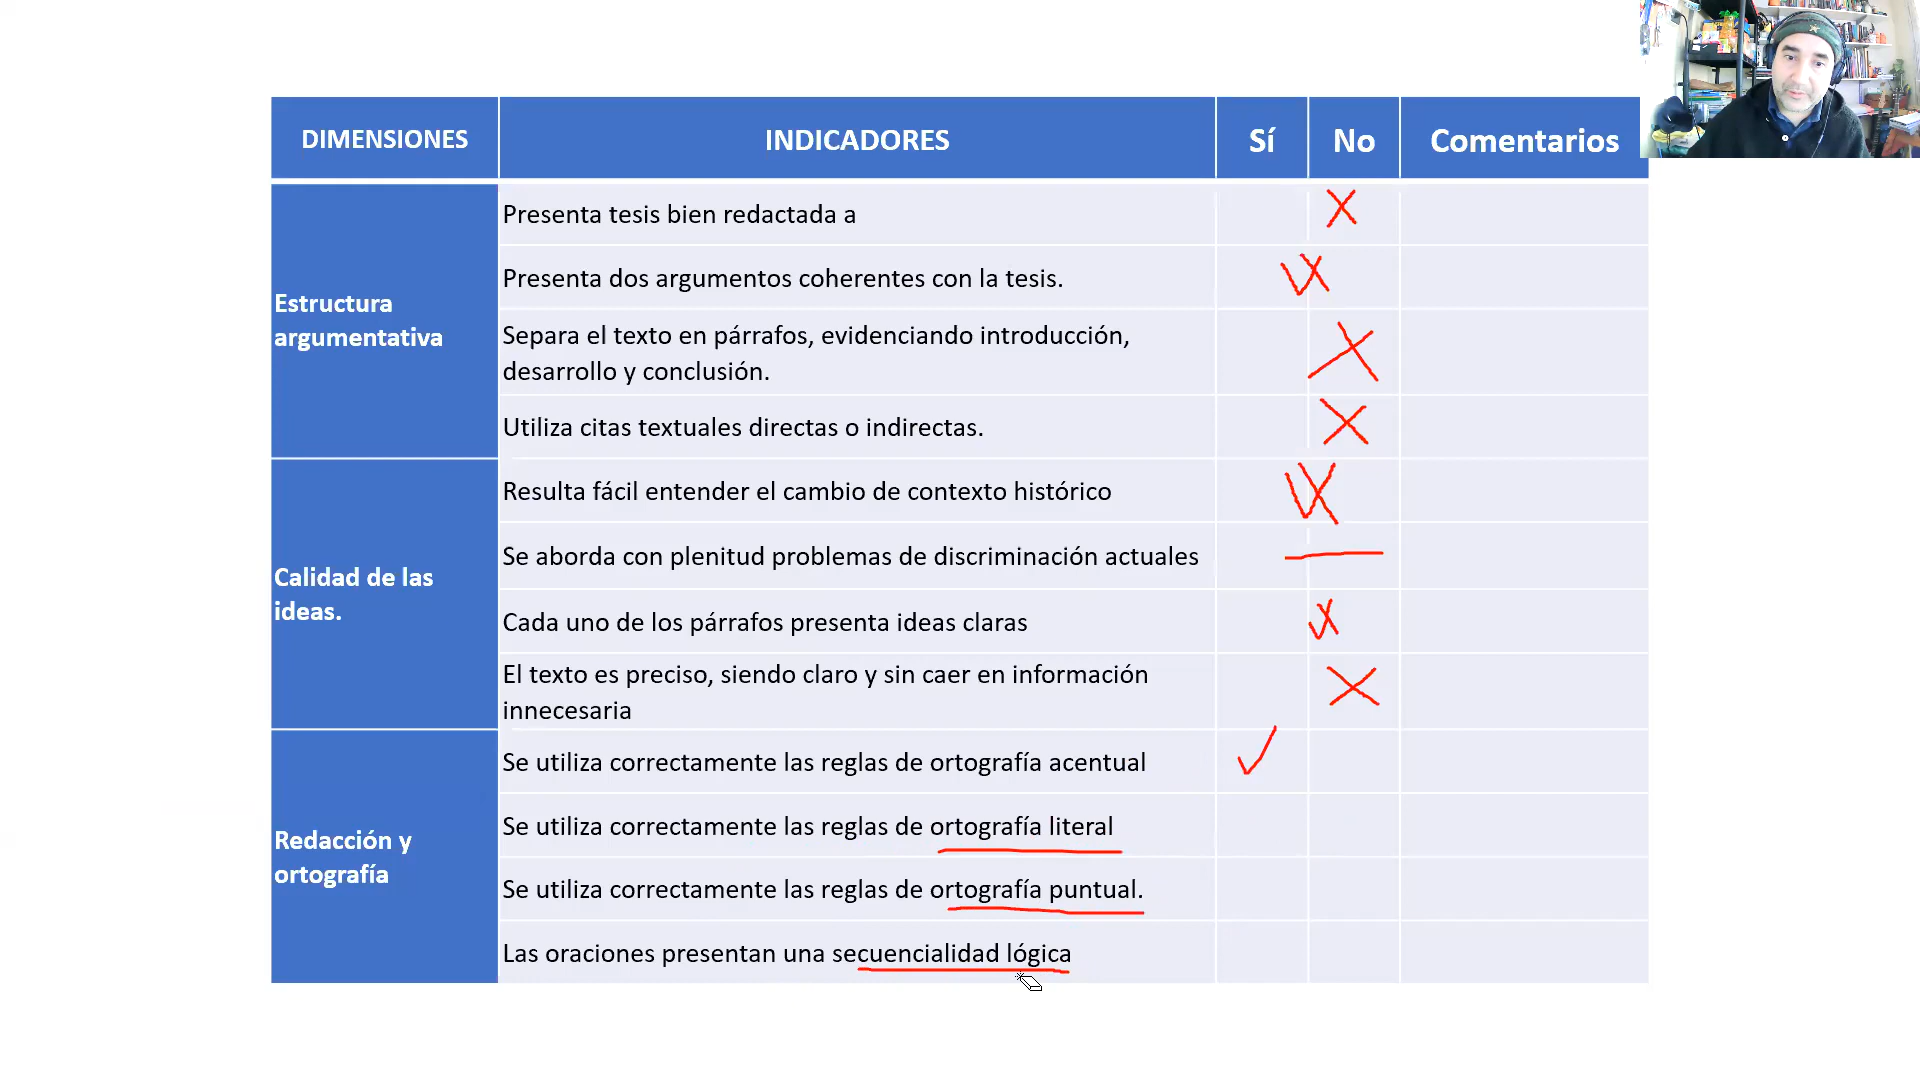 DIMENSIONES INDICADORES Sí No Comentarios
Estructura
argumentativa
Presenta tesis bien redactada a
Presenta dos argumentos coherentes con la tesis.
Separa el texto en párrafos, evidenciando introducción,
desarrollo y conclusión.
Utiliza citas textuales directas o indirectas.
Calidad de las
ideas.
Resulta fácil entender el cambio de contexto histórico
Se aborda con plenitud problemas de discriminación actuales
Cada uno de los párrafos presenta ideas claras
El texto es preciso, siendo claro y sin caer en información
innecesaria
Redacción y
ortografía
Se utiliza correctamente las reglas de ortografía acentual
Se utiliza correctamente las reglas de ortografía literal
Se utiliza correctamente las reglas de ortografía puntual.
Las oraciones presentan una secuencialidad lógica